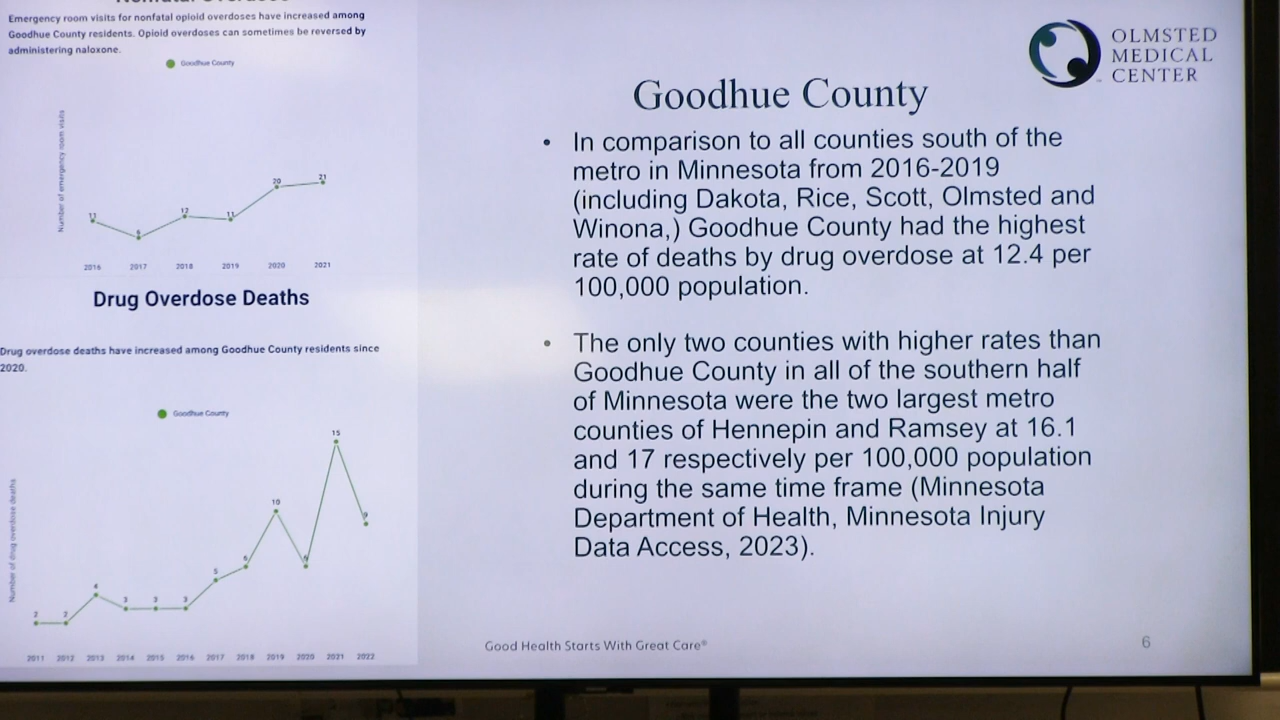 Nonfatal Overdoses
Emergency room visits for nonfatal opioid overdoses have increased among
Goodhue County residents. Opioid overdoses can sometimes be reversed by
administering naloxone.
Goodhue County
Number of emergency room visits
11
6
12
11
20
21
2016 2017 2018 2019 2020 2021
Drug Overdose Deaths
Drug overdose deaths have increased among Goodhue County residents since
2020.
Goodhue County
Number of drug overdose deaths
2
2
4
3
3
3
5
6
10
6
15
9
2011 2012 2013 2014 2015 2016 2017 2018 2019 2020 2021 2022
OLMSTED
MEDICAL
CENTER
Goodhue County
• In comparison to all counties south of the
metro in Minnesota from 2016-2019
(including Dakota, Rice, Scott, Olmsted and
Winona,) Goodhue County had the highest
rate of deaths by drug overdose at 12.4 per
100,000 population.
• The only two counties with higher rates than
Goodhue County in all of the southern half
of Minnesota were the two largest metro
counties of Hennepin and Ramsey at 16.1
and 17 respectively per 100,000 population
during the same time frame (Minnesota
Department of Health, Minnesota Injury
Data Access, 2023).
Good Health Starts With Great Care®
6